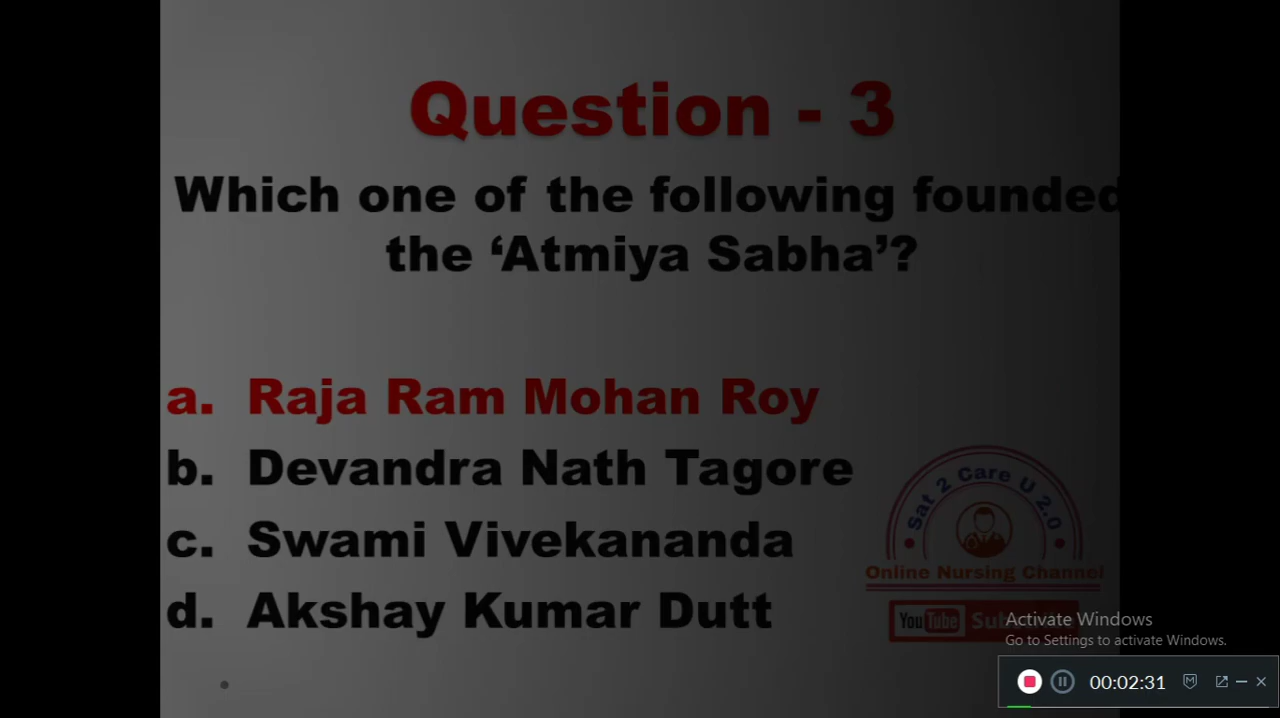 Question - 3
Which one of the following founded
the ‘Atmiya Sabha’?
a. Raja Ram Mohan Roy
b. Devandra Nath Tagore
c. Swami Vivekananda
d. Akshay Kumar Dutt
Sat 2 Care U 2.0
Online Nursing Channel
YouTube
Activate Windows
Go to Settings to activate Windows.
00:02:31